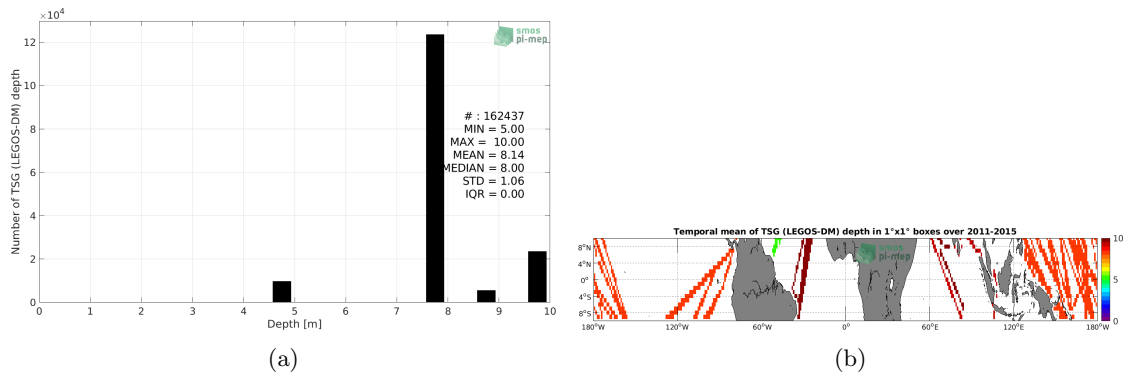 ×10⁴
12
10
8
6
4
2
0
Number of TSG (LEGOS-DM) depth
smos
pi-mep
# : 162437
MIN = 5.00
MAX = 10.00
MEAN = 8.14
MEDIAN = 8.00
STD = 1.06
IQR = 0.00
0 1 2 3 4 5 6 7 8 9 10
Depth [m]
(a)
Temporal mean of TSG (LEGOS-DM) depth in 1°x1° boxes over 2011-2015
smos
pi-mep
8°N
4°N
0°
4°S
8°S
180°W 120°W 60°W 0° 60°E 120°E 180°W
10
5
0
(b)